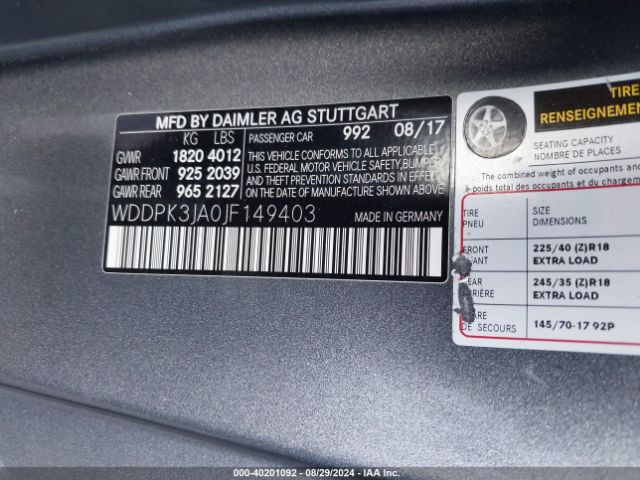 MFD BY DAIMLER AG STUTTGART
KG LBS
GVWR 1820 4012
GAWR FRONT 925 2039
GAWR REAR 965 2127
PASSENGER CAR 992 08/17
THIS VEHICLE CONFORMS TO ALL APPLICABLE
U.S. FEDERAL MOTOR VEHICLE SAFETY, BUMPER,
AND THEFT PREVENTION STANDARDS IN EFFECT
ON THE DATE OF MANUFACTURE SHOWN ABOVE.
WDDPK3JA0JF149403 MADE IN GERMANY
TIRE
RENSEIGNEME
SEATING CAPACITY
NOMBRE DE PLACES
The combined weight of occupants and
poids total des occupants et du
TIRE SIZE
PNEU DIMENSIONS
FRONT 225/40 (Z)R18
EXTRA LOAD
245/35 (Z)R18
EXTRA LOAD
DE SECOURS 145/70-17 92P
000-40201092 - 08/29/2024 - IAA Inc.